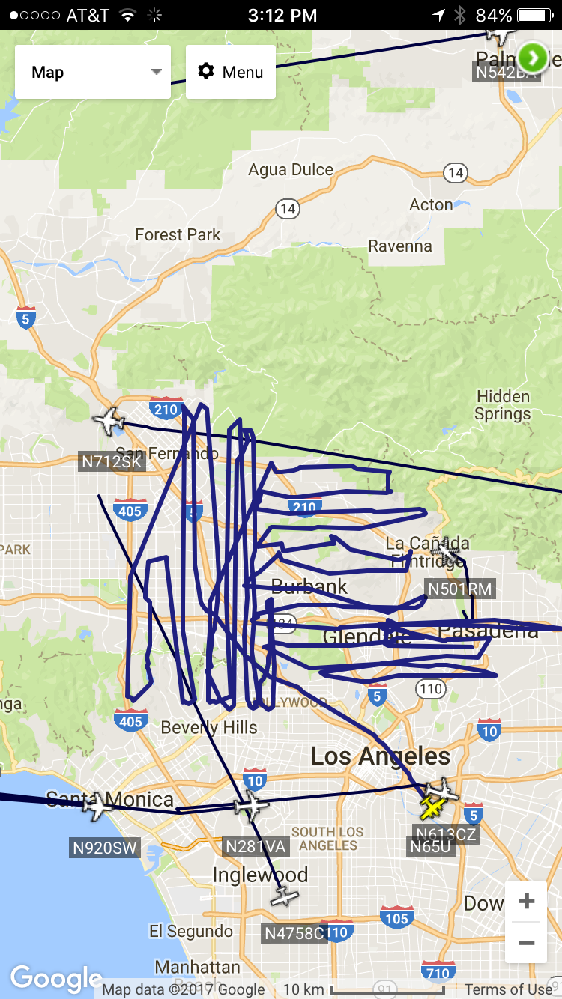 AT&T 3:12 PM 84%
Map
Menu
N542BA
Agua Dulce
14
14
Acton
Forest Park
Ravenna
5
Hidden
Springs
210
San Fernando
N712SK
405
5
210
PARK
La Cañada
Flintridge
Burbank
N501RM
134
Glendale
Pasadena
110
5
HOLLYWOOD
405
Beverly Hills
10
Los Angeles
10
Santa Monica
5
N613CZ
N920SW
N281VA
SOUTH LOS
ANGELES
N65U
Inglewood
Dow
105
El Segundo
N4758C
110
Manhattan
Beach
710
Google
Map data ©2017 Google
10 km
91
Terms of Use